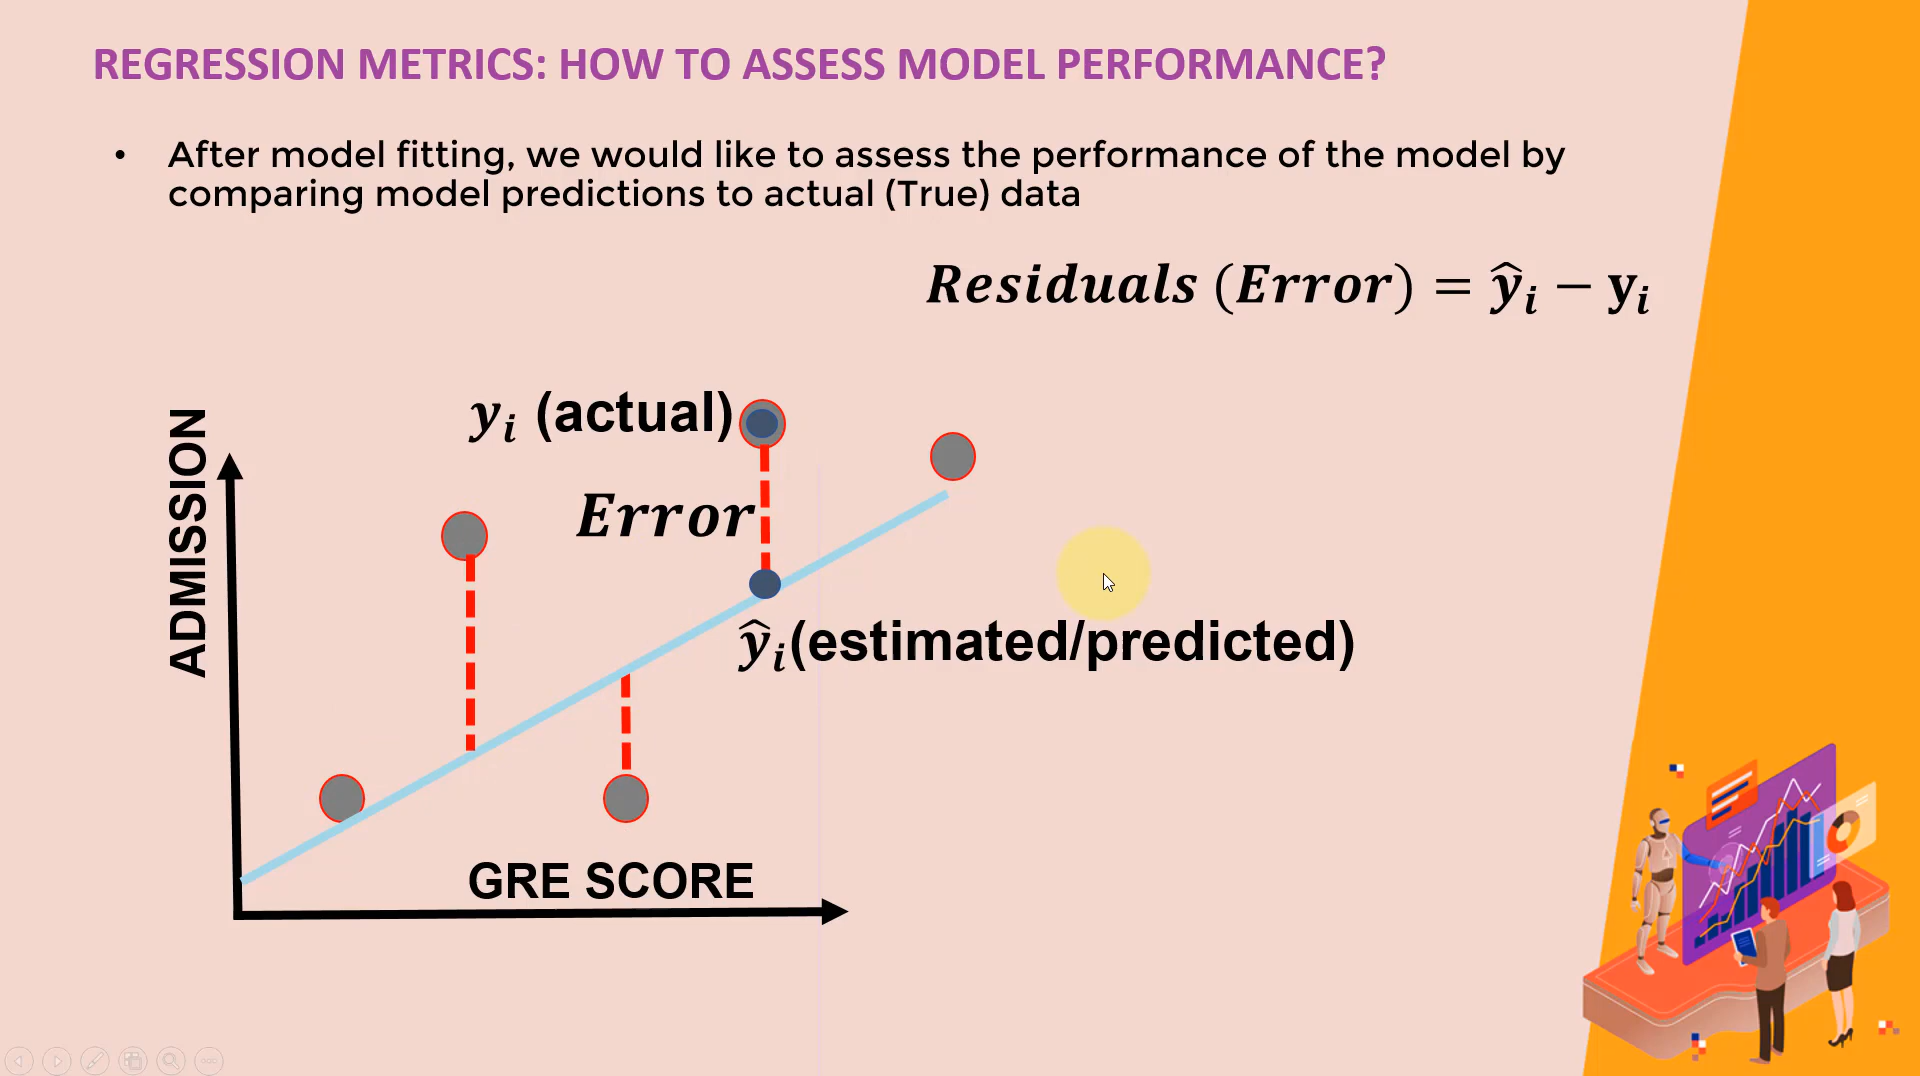 REGRESSION METRICS: HOW TO ASSESS MODEL PERFORMANCE?
• After model fitting, we would like to assess the performance of the model by
comparing model predictions to actual (True) data
Residuals (Error) = ŷᵢ − yᵢ
yᵢ (actual)
Error
ŷᵢ(estimated/predicted)
ADMISSION
GRE SCORE